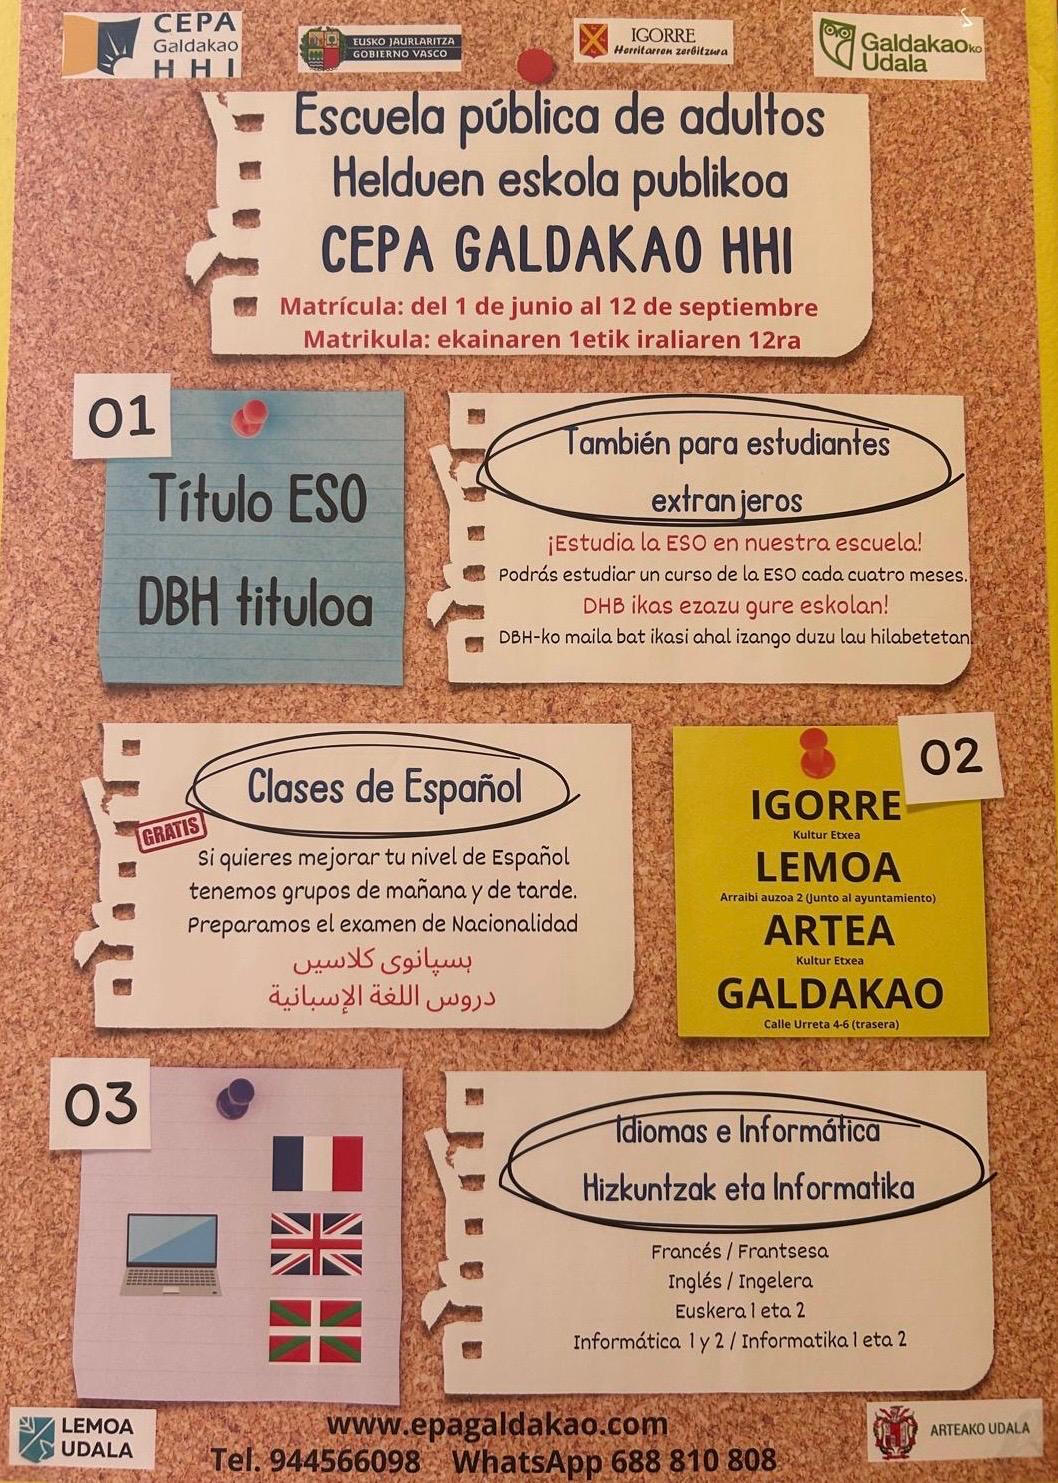 CEPA
Galdakao
HHI
EUSKO JAURLARITZA
GOBIERNO VASCO
IGORRE
Herritarren zerbitzura
Galdakaoko
Udala
Escuela pública de adultos
Helduen eskola publikoa
CEPA GALDAKAO HHI
Matrícula: del 1 de junio al 12 de septiembre
Matrikula: ekainaren 1etik iraliaren 12ra
01
Título ESO
DBH tituloa
También para estudiantes
extranjeros
¡Estudia la ESO en nuestra escuela!
Podrás estudiar un curso de la ESO cada cuatro meses.
DHB ikas ezazu gure eskolan!
DBH-ko maila bat ikasi ahal izango duzu lau hilabetetan
Clases de Español
GRATIS
Si quieres mejorar tu nivel de Español
tenemos grupos de mañana y de tarde.
Preparamos el examen de Nacionalidad
ہسپانوی کلاسیں
دروس اللغة الإسبانية
02
IGORRE
Kultur Etxea
LEMOA
Arraibi auzoa 2 (Junto al ayuntamiento)
ARTEA
Kultur Etxea
GALDAKAO
Calle Urreta 4-6 (trasera)
03
Idiomas e Informática
Hizkuntzak eta Informatika
Francés / Frantsesa
Inglés / Ingelera
Euskera 1 eta 2
Informática 1 y 2 / Informatika 1 eta 2
LEMOA
UDALA
www.epagaldakao.com
Tel. 944566098 WhatsApp 688 810 808
ARTEAKO UDALA